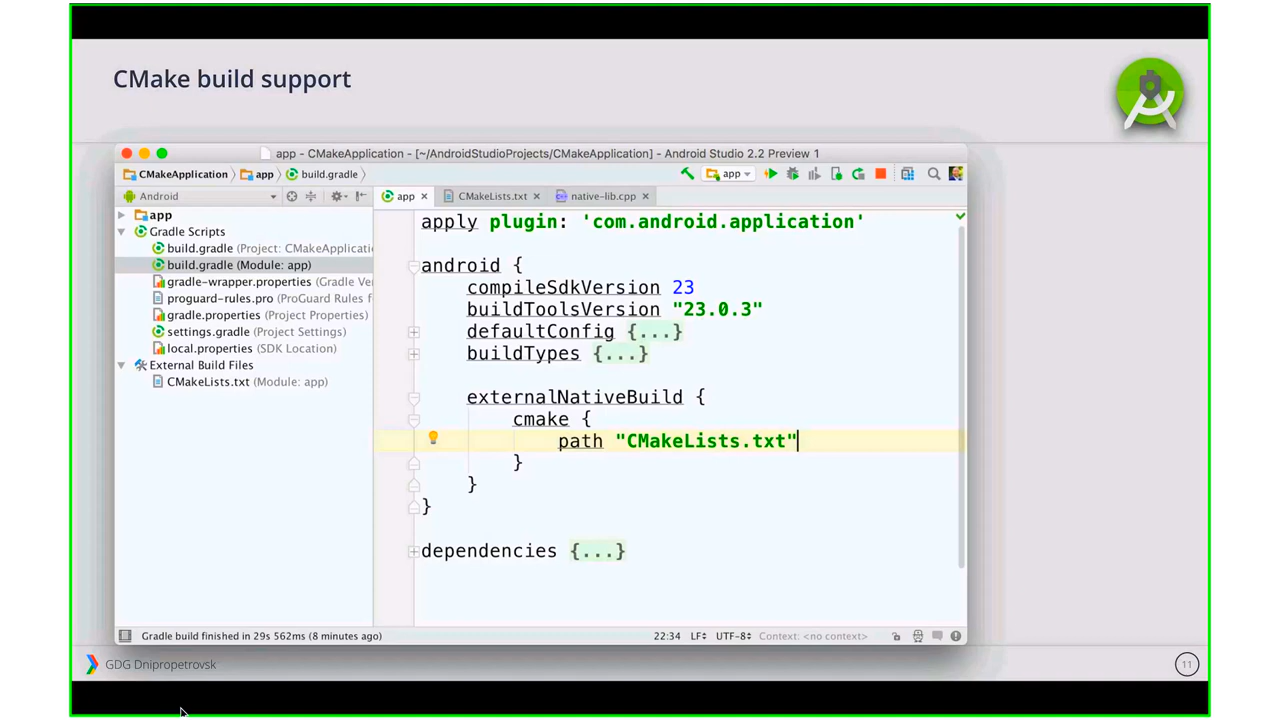 CMake build support
app - CMakeApplication - [~/AndroidStudioProjects/CMakeApplication] - Android Studio 2.2 Preview 1
CMakeApplication app build.gradle
app
Android
app CMakeLists.txt native-lib.cpp
app
Gradle Scripts
build.gradle (Project: CMakeApplicatio
build.gradle (Module: app)
gradle-wrapper.properties (Gradle Ve
proguard-rules.pro (ProGuard Rules f
gradle.properties (Project Properties)
settings.gradle (Project Settings)
local.properties (SDK Location)
External Build Files
CMakeLists.txt (Module: app)
apply plugin: 'com.android.application'
android {
compileSdkVersion 23
buildToolsVersion "23.0.3"
defaultConfig {...}
buildTypes {...}
externalNativeBuild {
cmake {
path "CMakeLists.txt"
}
}
}
dependencies {...}
Gradle build finished in 29s 562ms (8 minutes ago)
22:34 LF UTF-8 Context: <no context>
GDG Dnipropetrovsk
11